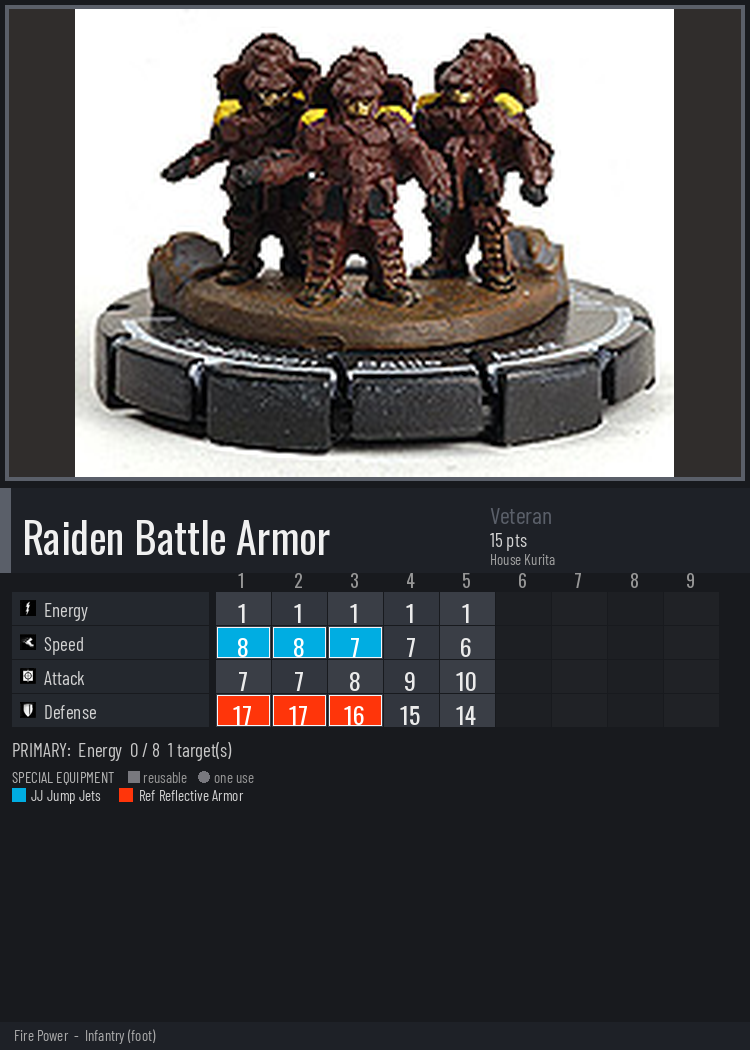 Raiden Battle Armor
Veteran
15 pts
House Kurita
1 2 3 4 5 6 7 8 9
Energy 1 1 1 1 1
Speed 8 8 7 7 6
Attack 7 7 8 9 10
Defense 17 17 16 15 14
PRIMARY: Energy 0 / 8 1 target(s)
SPECIAL EQUIPMENT reusable one use
JJ Jump Jets Ref Reflective Armor
Fire Power - Infantry (foot)